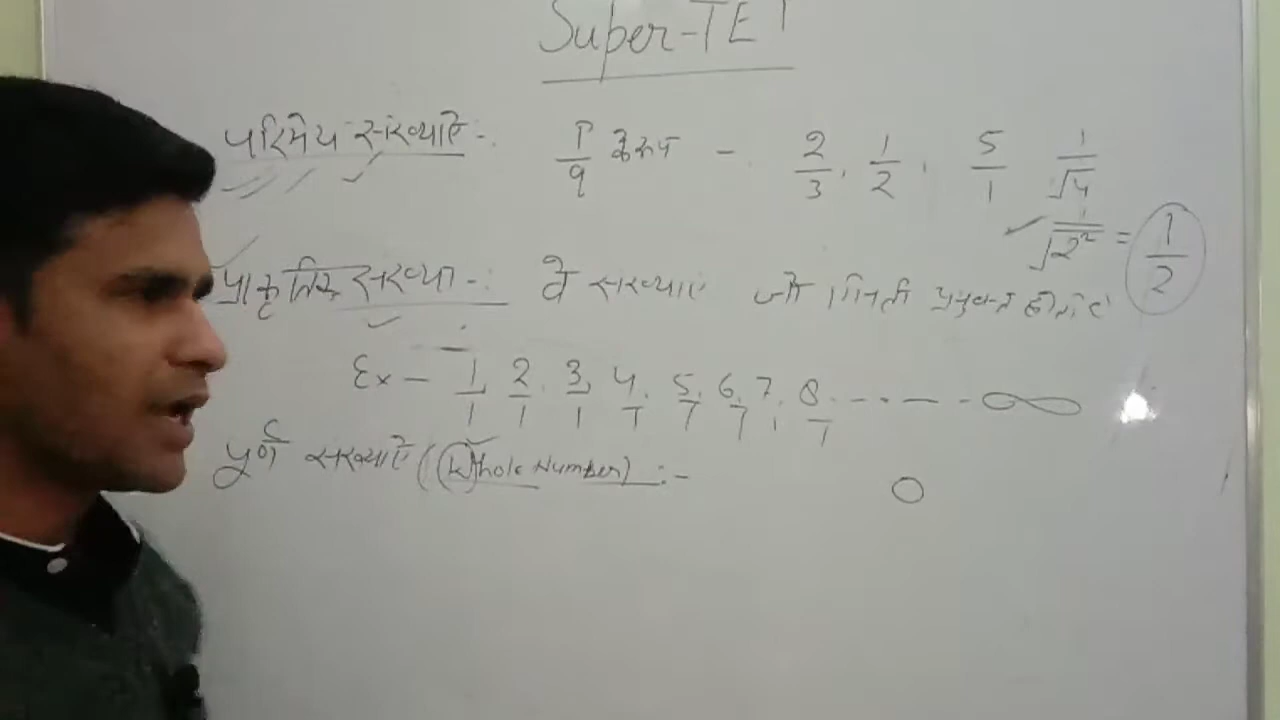 Super-TET
परिमेय संख्याऐं -: P/q के रूप - 2/3, 1/2, 5/1 1/√4
1/√2² = 1/2
प्राकृतिक संख्या -: वे संख्याएं जो गिनती प्रयुक्त
Ex - 1/1, 2/1, 3/1, 4/1, 5/1, 6/1, 7/1, 8/1 ------ ∞
पूर्ण संख्याऐं (Whole Number) :- 0